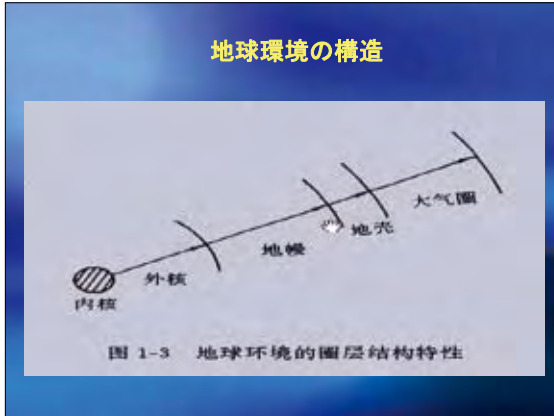 地球環境の構造
大气圈
地壳
地幔
外核
内核
图 1-3 地球环境的圈层结构特性